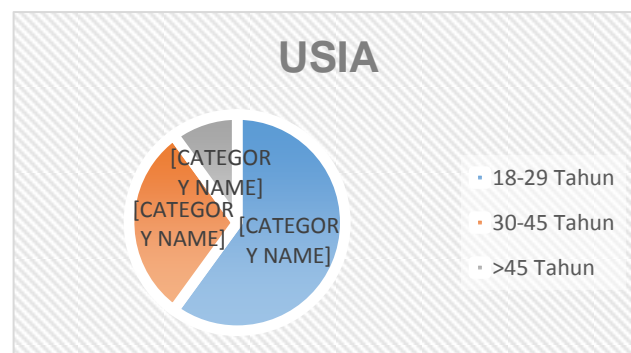 USIA
[CATEGOR
Y NAME]
[CATEGOR
Y NAME]
[CATEGOR
Y NAME]
18-29 Tahun
30-45 Tahun
>45 Tahun